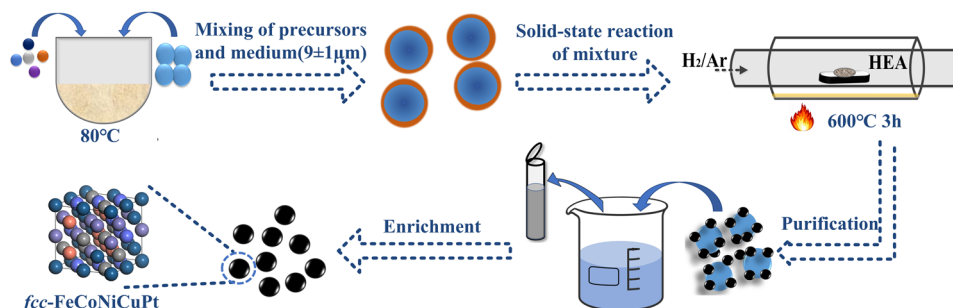 Mixing of precursors
and medium(9±1μm)
80℃
Solid-state reaction
of mixture
H₂/Ar
HEA
600℃ 3h
Purification
Enrichment
fcc-FeCoNiCuPt